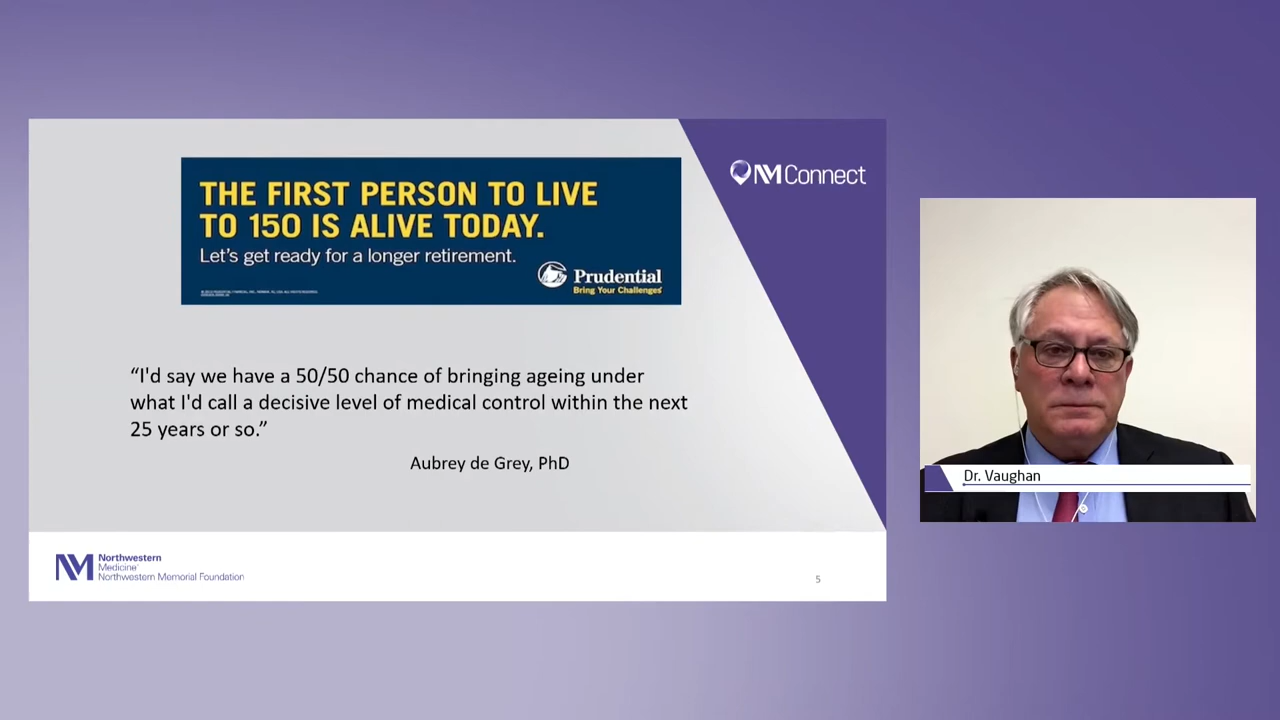 THE FIRST PERSON TO LIVE
TO 150 IS ALIVE TODAY.
Let's get ready for a longer retirement.
Prudential
Bring Your Challenges
NM Connect
“I'd say we have a 50/50 chance of bringing ageing under
what I'd call a decisive level of medical control within the next
25 years or so.”
Aubrey de Grey, PhD
NM
Northwestern
Medicine
Northwestern Memorial Foundation
5
Dr. Vaughan